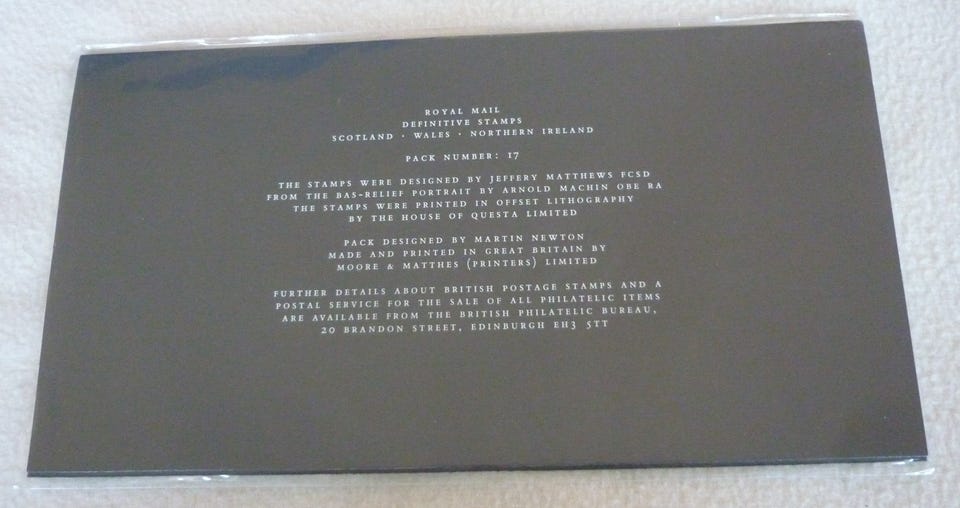 ROYAL MAIL
DEFINITIVE STAMPS
SCOTLAND · WALES · NORTHERN IRELAND
PACK NUMBER: 17
THE STAMPS WERE DESIGNED BY JEFFERY MATTHEWS FCSD
FROM THE BAS-RELIEF PORTRAIT BY ARNOLD MACHIN OBE RA
THE STAMPS WERE PRINTED IN OFFSET LITHOGRAPHY
BY THE HOUSE OF QUESTA LIMITED
PACK DESIGNED BY MARTIN NEWTON
MADE AND PRINTED IN GREAT BRITAIN BY
MOORE & MATTHES (PRINTERS) LIMITED
FURTHER DETAILS ABOUT BRITISH POSTAGE STAMPS AND A
POSTAL SERVICE FOR THE SALE OF ALL PHILATELIC ITEMS
ARE AVAILABLE FROM THE BRITISH PHILATELIC BUREAU,
20 BRANDON STREET, EDINBURGH EH3 5TT